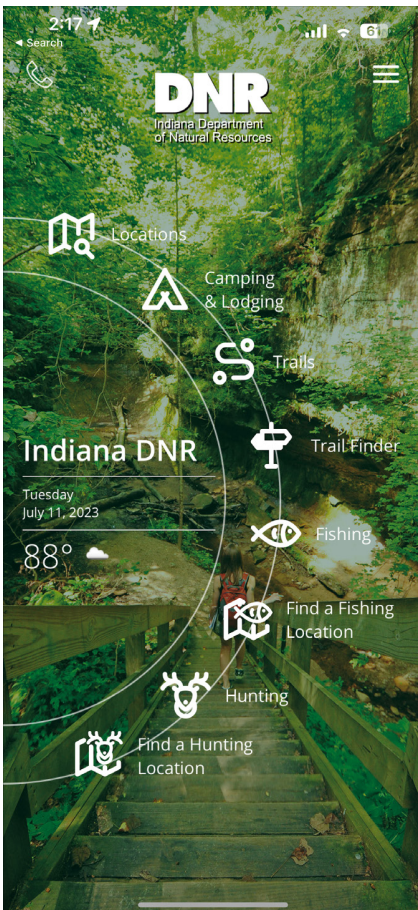 2:17
◄ Search
61
DNR
Indiana Department
of Natural Resources
Locations
Camping
& Lodging
Trails
Trail Finder
Indiana DNR
Tuesday
July 11, 2023
88°
Fishing
Find a Fishing
Location
Hunting
Find a Hunting
Location